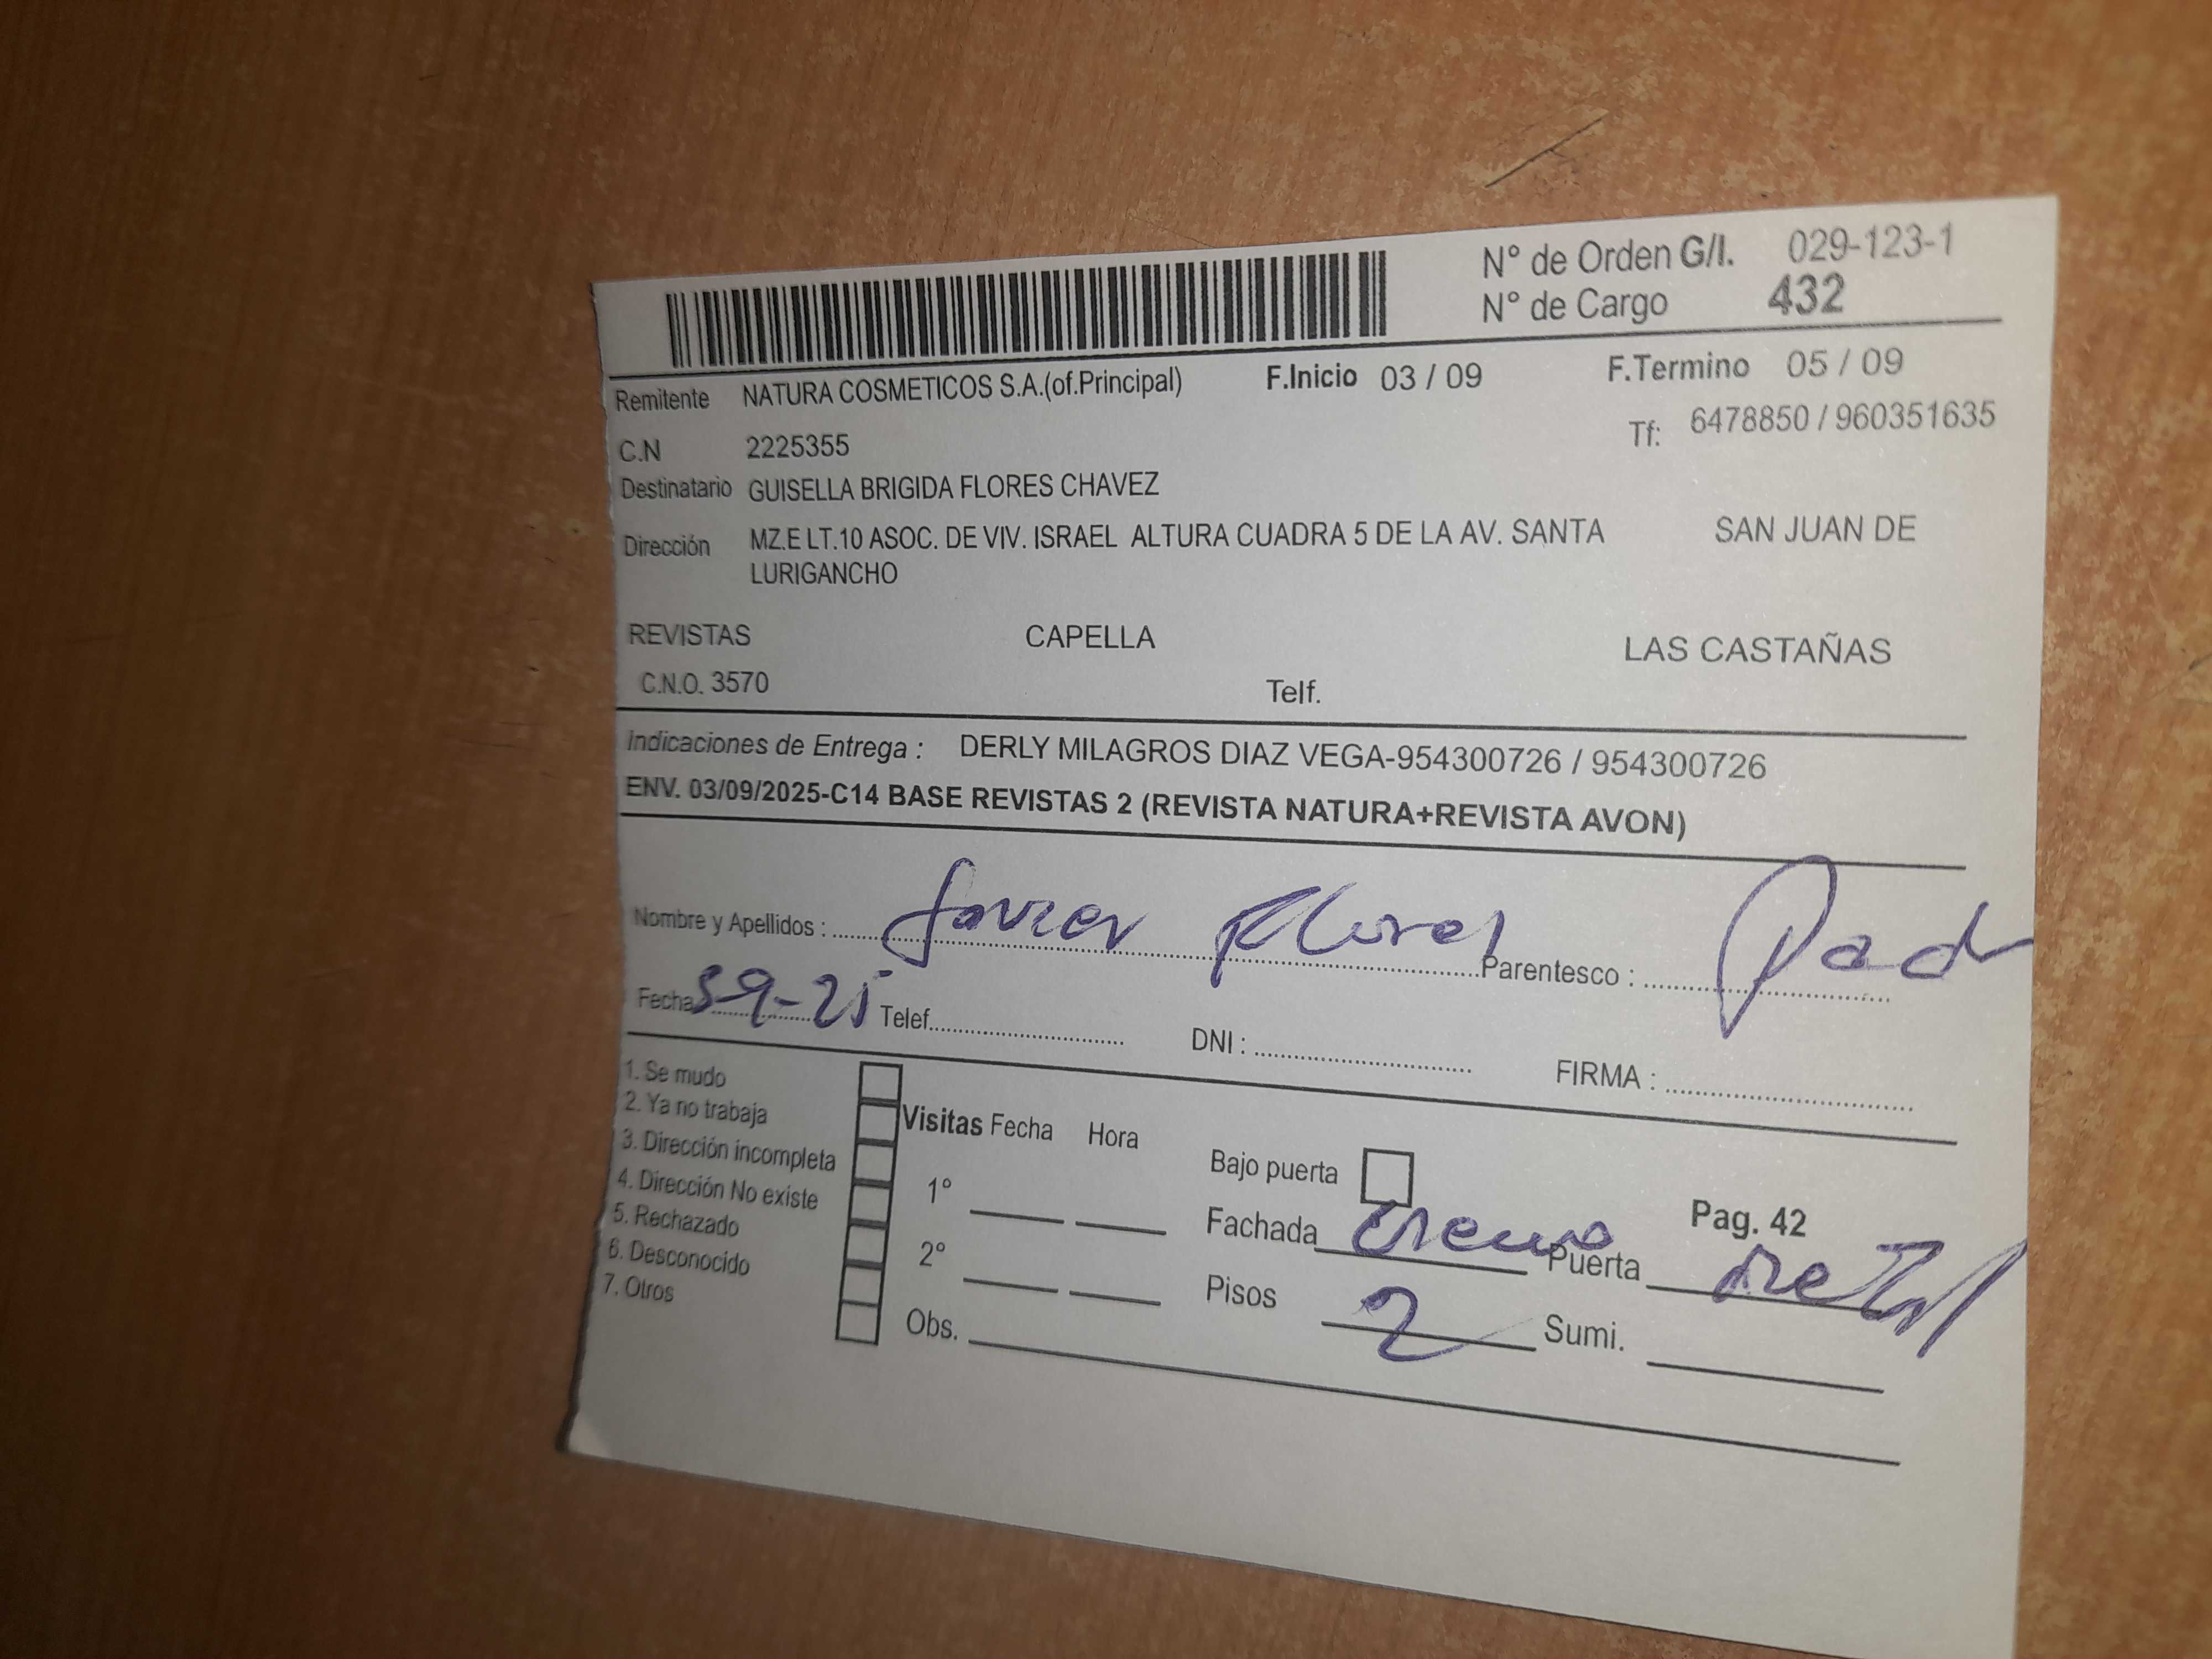 N° de Orden G/I. 029-123-1
N° de Cargo 432
Remitente NATURA COSMETICOS S.A.(of.Principal) F.Inicio 03 / 09 F.Termino 05 / 09
C.N 2225355 Tf: 6478850 / 960351635
Destinatario GUISELLA BRIGIDA FLORES CHAVEZ
Dirección MZ.E LT.10 ASOC. DE VIV. ISRAEL ALTURA CUADRA 5 DE LA AV. SANTA SAN JUAN DE
LURIGANCHO
REVISTAS CAPELLA LAS CASTAÑAS
C.N.O. 3570 Telf.
Indicaciones de Entrega : DERLY MILAGROS DIAZ VEGA-954300726 / 954300726
ENV. 03/09/2025-C14 BASE REVISTAS 2 (REVISTA NATURA+REVISTA AVON)
Nombre y Apellidos : Javier Flores Parentesco : Pad
Fecha 5-9-25 Telef. DNI : FIRMA :
1. Se mudo
2. Ya no trabaja
3. Dirección incompleta
4. Dirección No existe
5. Rechazado
6. Desconocido
7. Otros
Visitas Fecha Hora
1°
2°
Obs.
Bajo puerta
Pag. 42
Fachada crema Puerta metal
Pisos 2 Sumi.